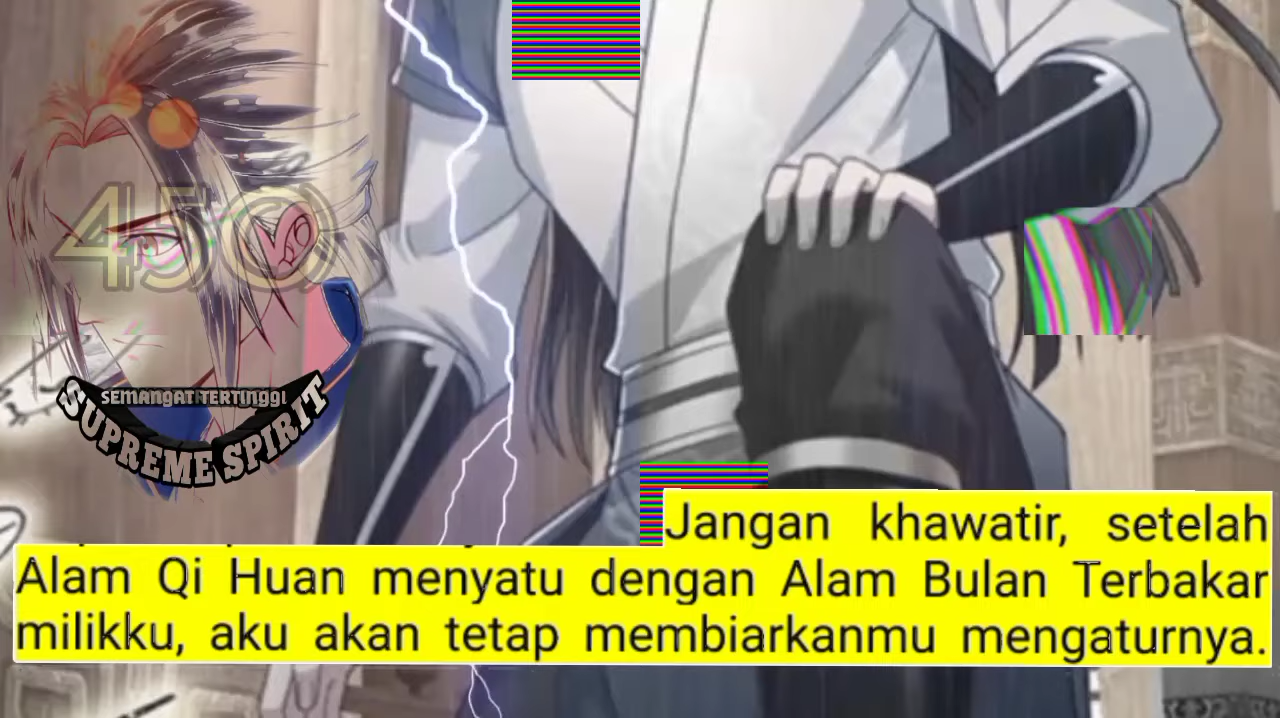 450
SEMANGAT TERTINGGI
SUPREME SPIRIT
Jangan khawatir, setelah
Alam Qi Huan menyatu dengan Alam Bulan Terbakar
milikku, aku akan tetap membiarkanmu mengaturnya.